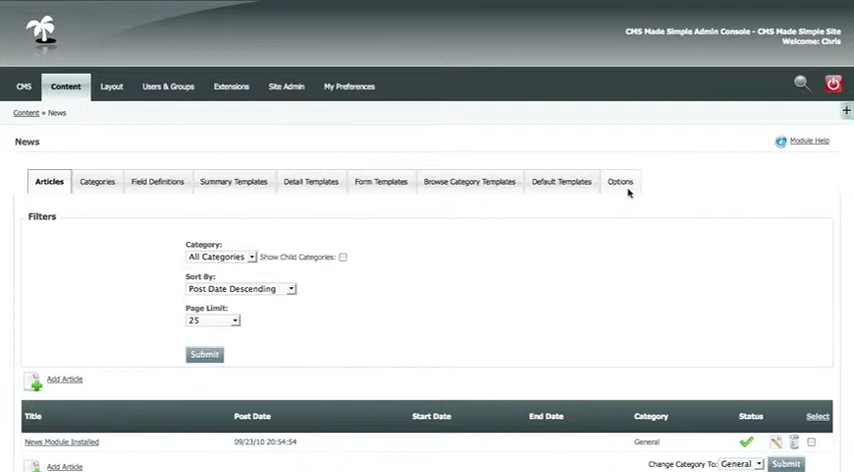 CMS Made Simple Admin Console - CMS Made Simple Site
Welcome: Chris
CMS Content Layout Users & Groups Extensions Site Admin My Preferences
Content » News
News Module Help
Articles Categories Field Definitions Summary Templates Detail Templates Form Templates Browse Category Templates Default Templates Options
Filters
Category:
All Categories Show Child Categories:
Sort By:
Post Date Descending
Page Limit:
25
Submit
Add Article
Title Post Date Start Date End Date Category Status Select
News Module Installed 09/23/10 20:54:54 General
Add Article Change Category To: General Submit